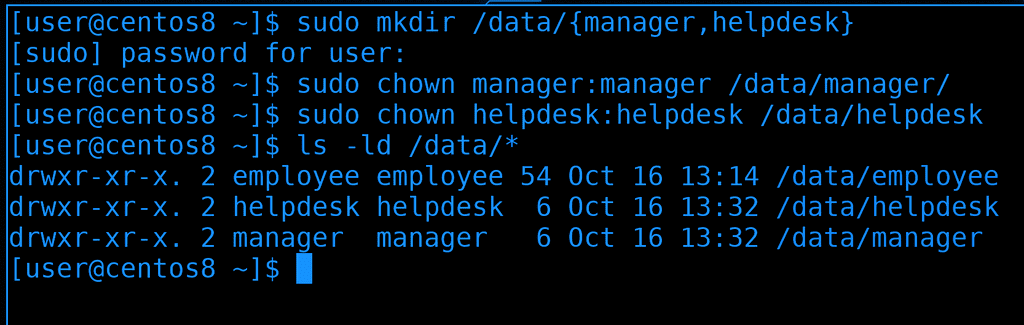 [user@centos8 ~]$ sudo mkdir /data/{manager,helpdesk}
[sudo] password for user:
[user@centos8 ~]$ sudo chown manager:manager /data/manager/
[user@centos8 ~]$ sudo chown helpdesk:helpdesk /data/helpdesk
[user@centos8 ~]$ ls -ld /data/*
drwxr-xr-x. 2 employee employee 54 Oct 16 13:14 /data/employee
drwxr-xr-x. 2 helpdesk helpdesk  6 Oct 16 13:32 /data/helpdesk
drwxr-xr-x. 2 manager  manager   6 Oct 16 13:32 /data/manager
[user@centos8 ~]$